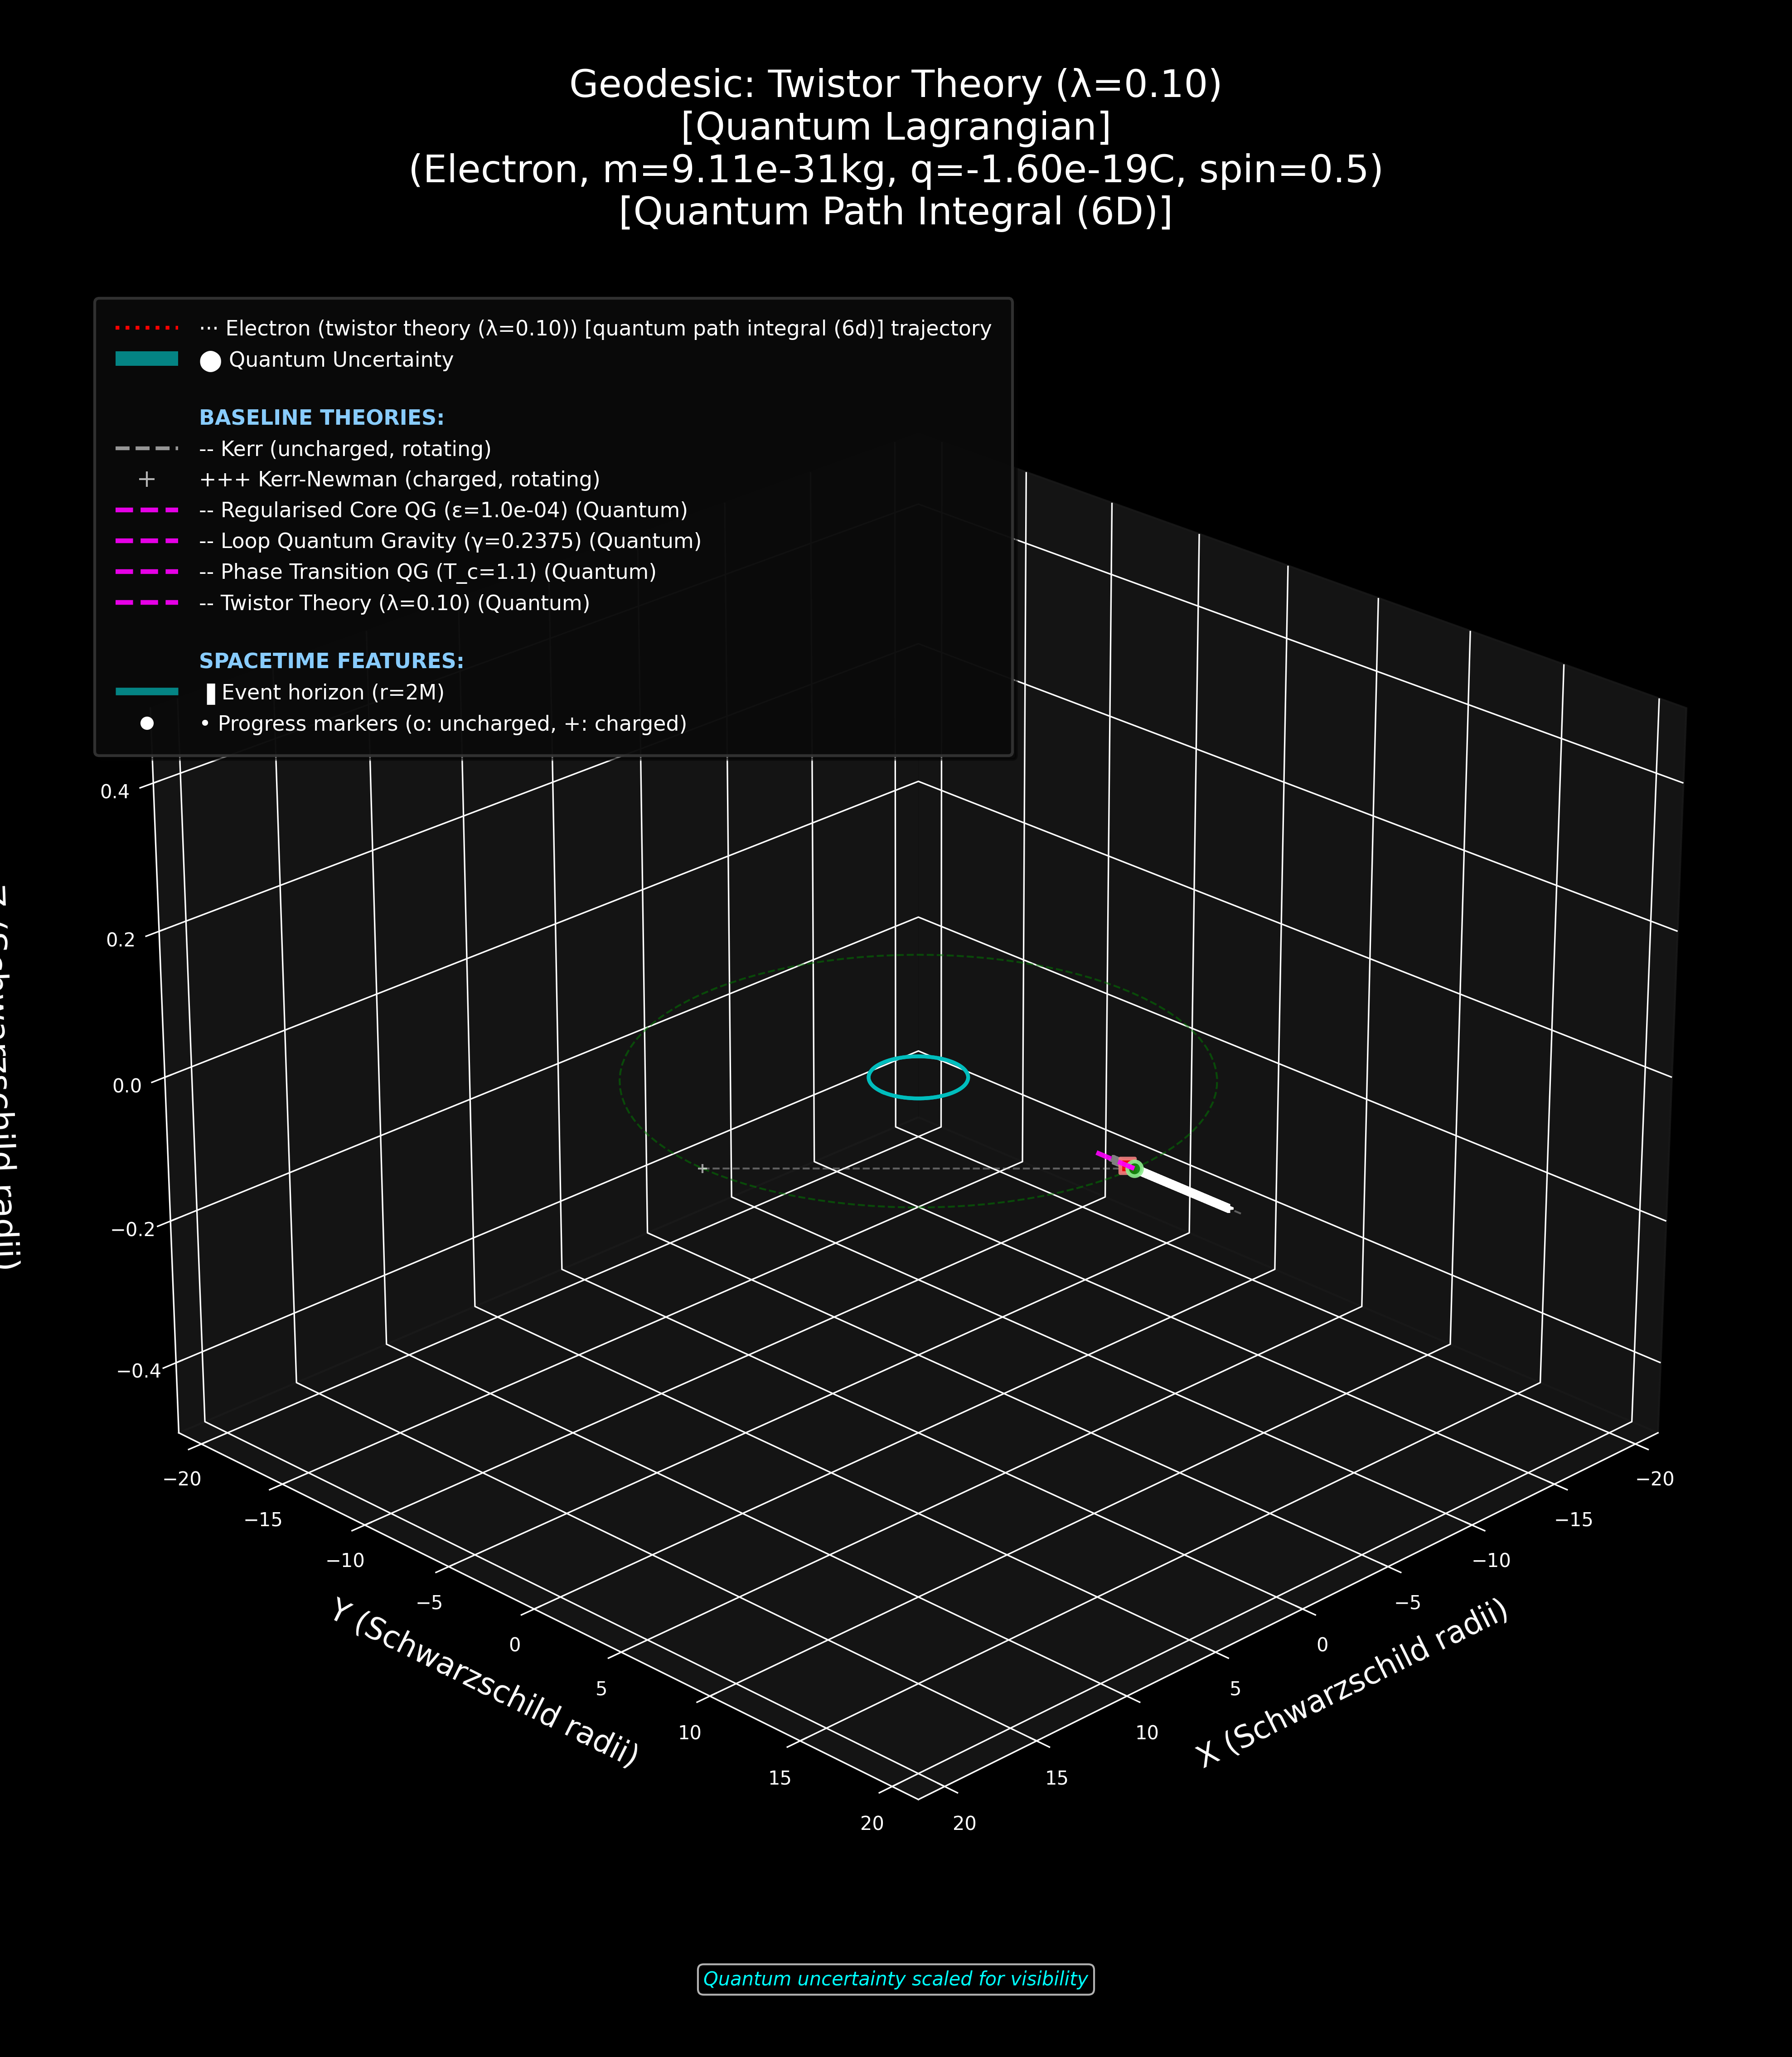 Geodesic: Twistor Theory (λ=0.10)
[Quantum Lagrangian]
(Electron, m=9.11e-31kg, q=-1.60e-19C, spin=0.5)
[Quantum Path Integral (6D)]
··· Electron (twistor theory (λ=0.10)) [quantum path integral (6d)] trajectory
⬤ Quantum Uncertainty
BASELINE THEORIES:
-- Kerr (uncharged, rotating)
+++ Kerr-Newman (charged, rotating)
-- Regularised Core QG (ε=1.0e-04) (Quantum)
-- Loop Quantum Gravity (γ=0.2375) (Quantum)
-- Phase Transition QG (T_c=1.1) (Quantum)
-- Twistor Theory (λ=0.10) (Quantum)
SPACETIME FEATURES:
▐ Event horizon (r=2M)
• Progress markers (o: uncharged, +: charged)
0.4
0.2
0.0
−0.2
−0.4
radii)
−20
−15
−10
−5
0
5
10
15
20
Y (Schwarzschild radii)
20
15
10
5
0
−5
−10
−15
−20
X (Schwarzschild radii)
Quantum uncertainty scaled for visibility